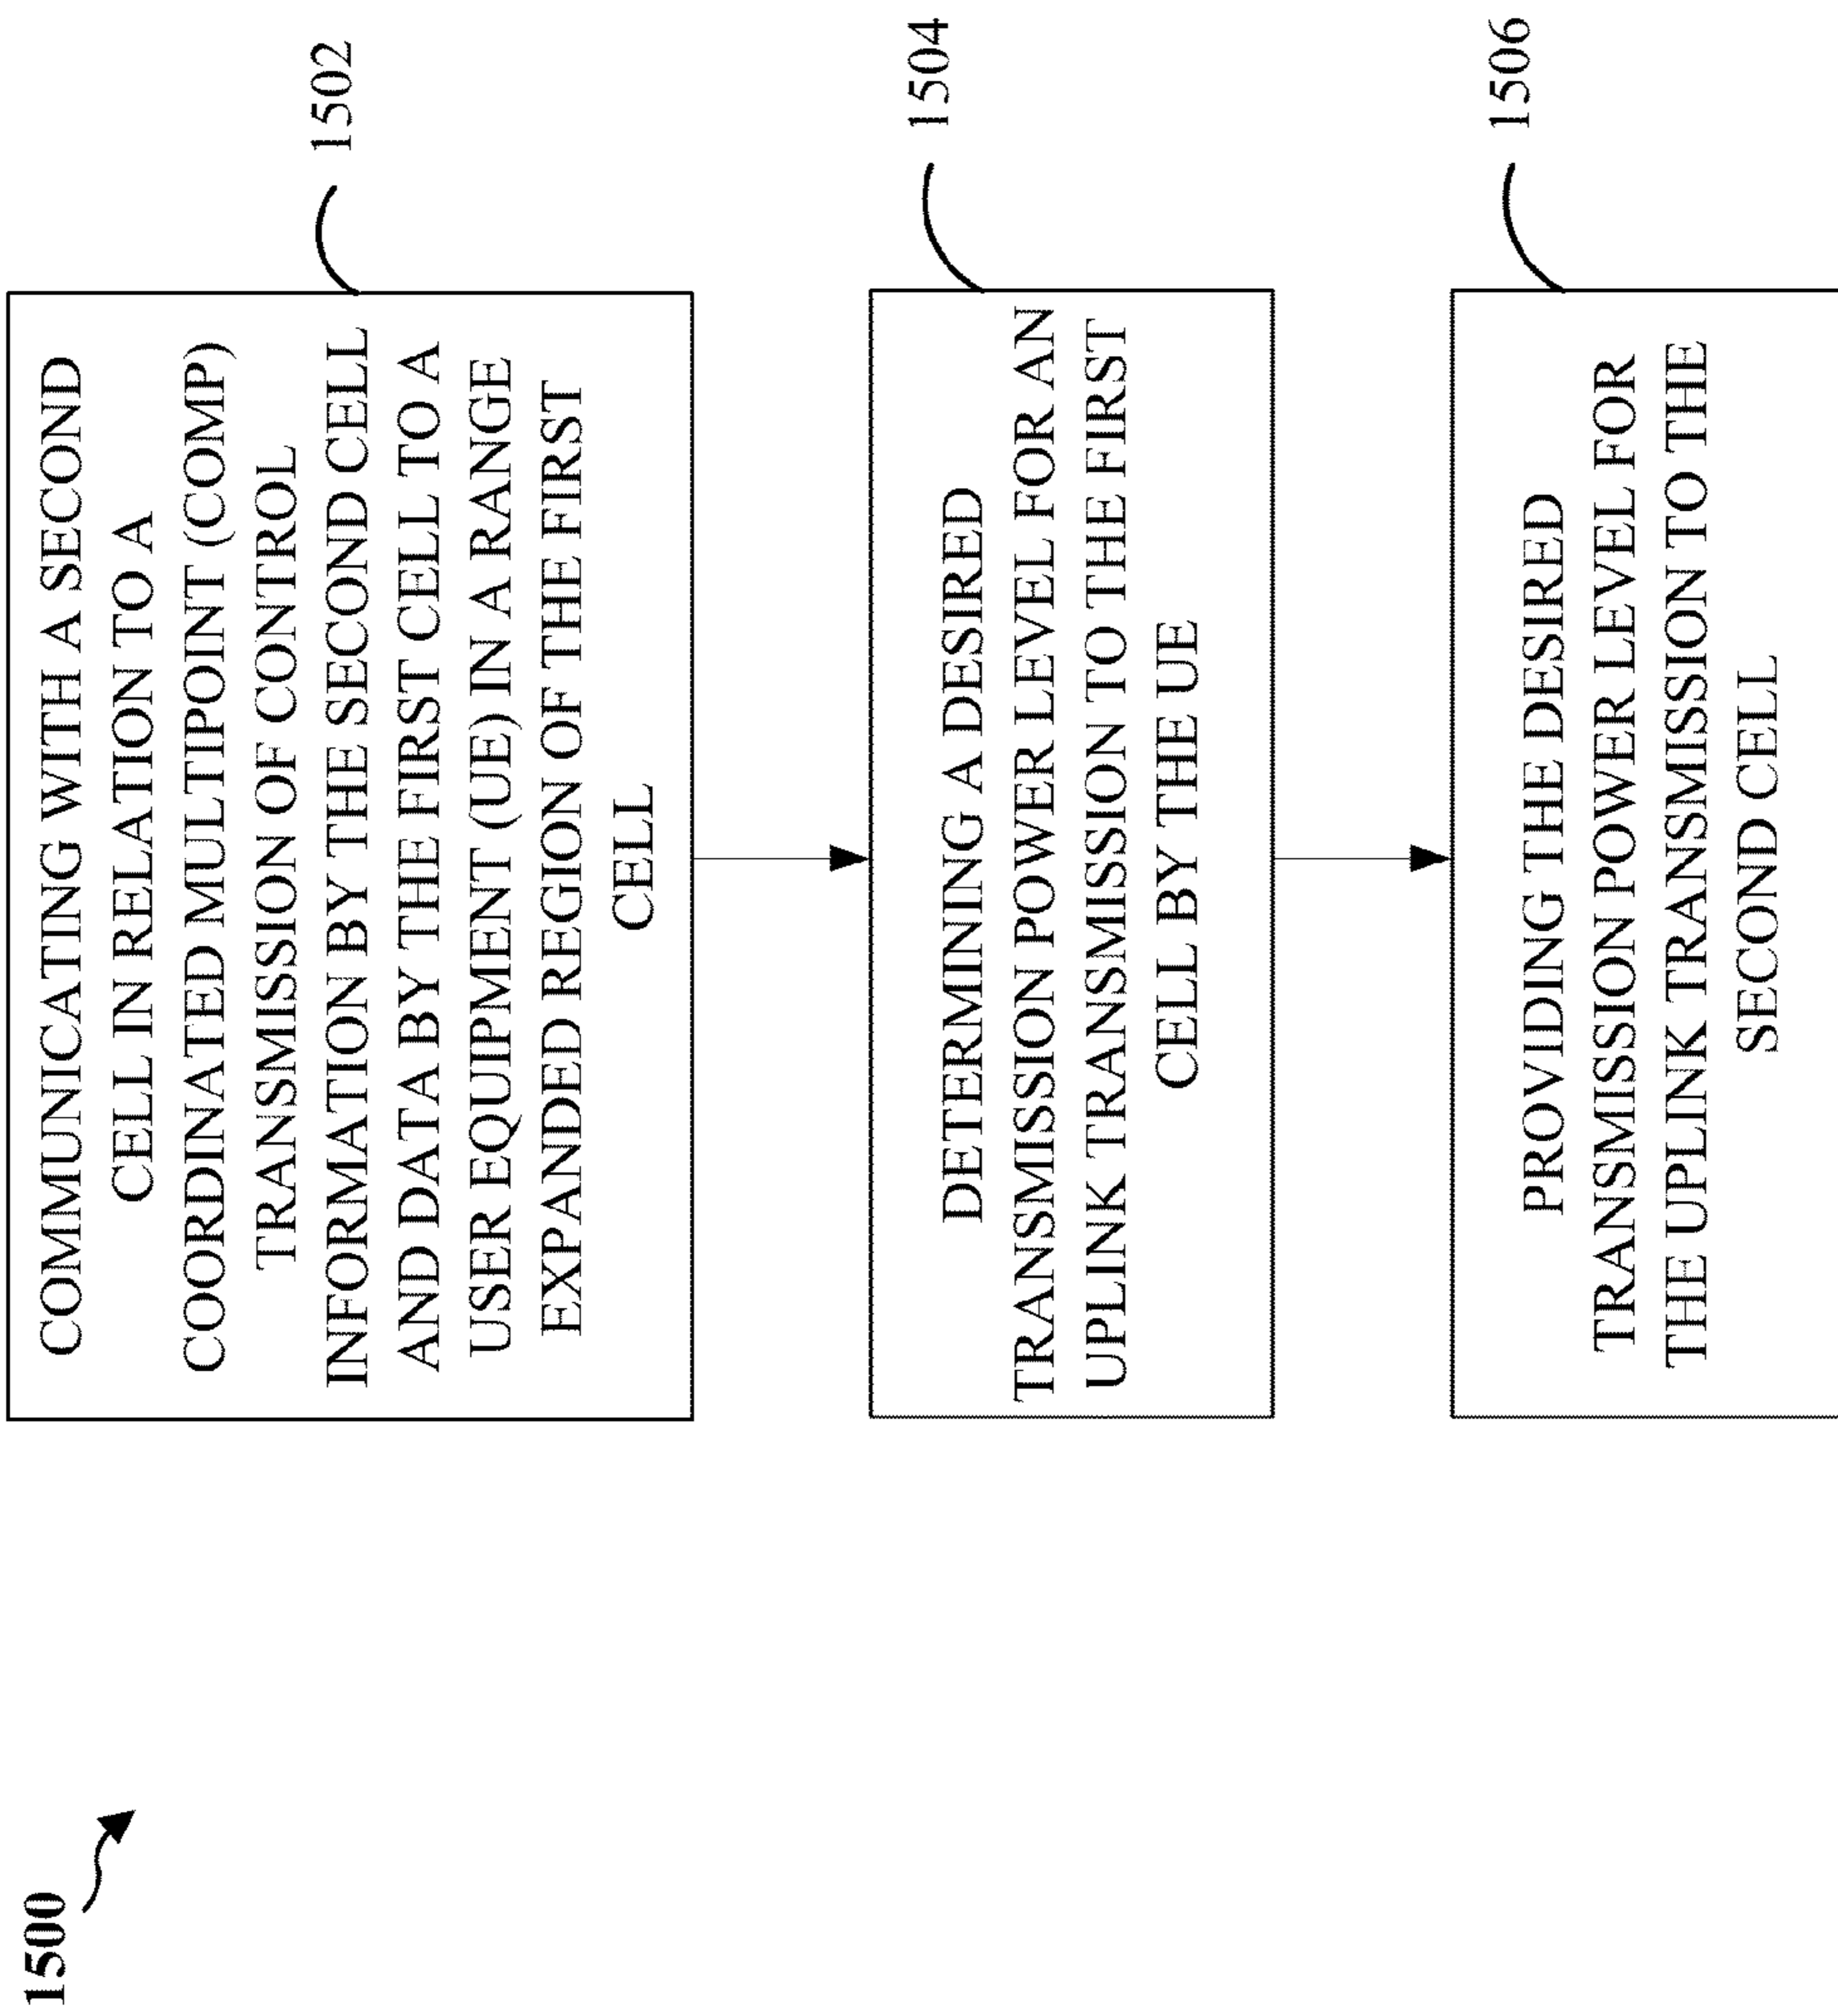 1500
COMMUNICATING WITH A SECOND
CELL IN RELATION TO A
COORDINATED MULTIPOINT (COMP)
TRANSMISSION OF CONTROL
INFORMATION BY THE SECOND CELL
AND DATA BY THE FIRST CELL TO A
USER EQUIPMENT (UE) IN A RANGE
EXPANDED REGION OF THE FIRST
CELL
1502
DETERMINING A DESIRED
TRANSMISSION POWER LEVEL FOR AN
UPLINK TRANSMISSION TO THE FIRST
CELL BY THE UE
1504
PROVIDING THE DESIRED
TRANSMISSION POWER LEVEL FOR
THE UPLINK TRANSMISSION TO THE
SECOND CELL
1506